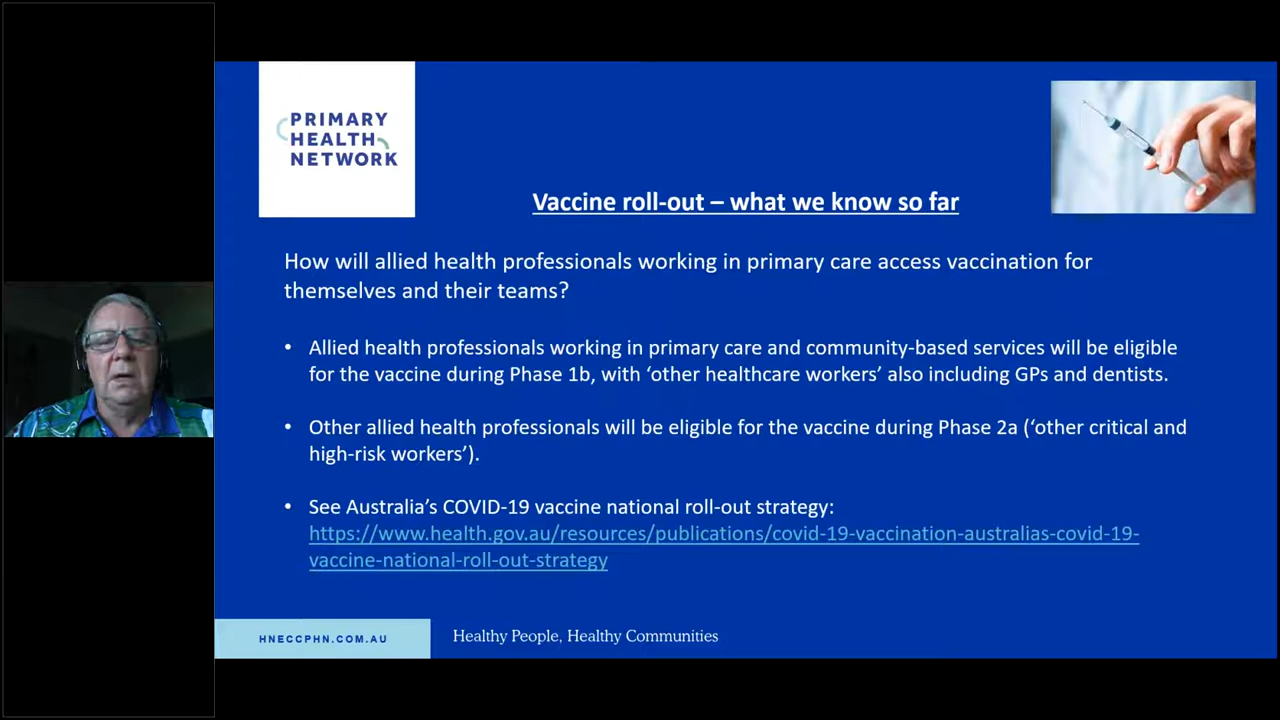 PRIMARY
HEALTH
NETWORK
Vaccine roll-out – what we know so far
How will allied health professionals working in primary care access vaccination for
themselves and their teams?
• Allied health professionals working in primary care and community-based services will be eligible
for the vaccine during Phase 1b, with ‘other healthcare workers’ also including GPs and dentists.
• Other allied health professionals will be eligible for the vaccine during Phase 2a (‘other critical and
high-risk workers’).
• See Australia’s COVID-19 vaccine national roll-out strategy:
https://www.health.gov.au/resources/publications/covid-19-vaccination-australias-covid-19-
vaccine-national-roll-out-strategy
HNECCPHN.COM.AU
Healthy People, Healthy Communities